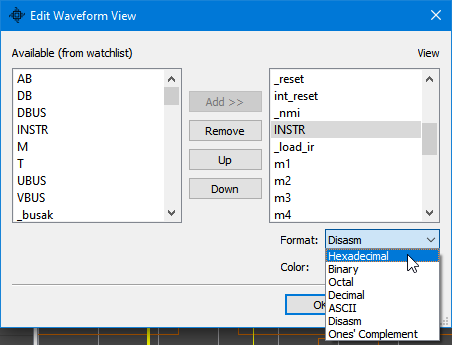 Edit Waveform View
Available (from watchlist)
View
AB
DB
DBUS
INSTR
M
T
UBUS
VBUS
_busak
Add >>
Remove
Up
Down
_reset
int_reset
_nmi
INSTR
_load_ir
m1
m2
m3
m4
Format:
Disasm
Color:
Hexadecimal
Binary
Octal
Decimal
ASCII
Disasm
Ones' Complement